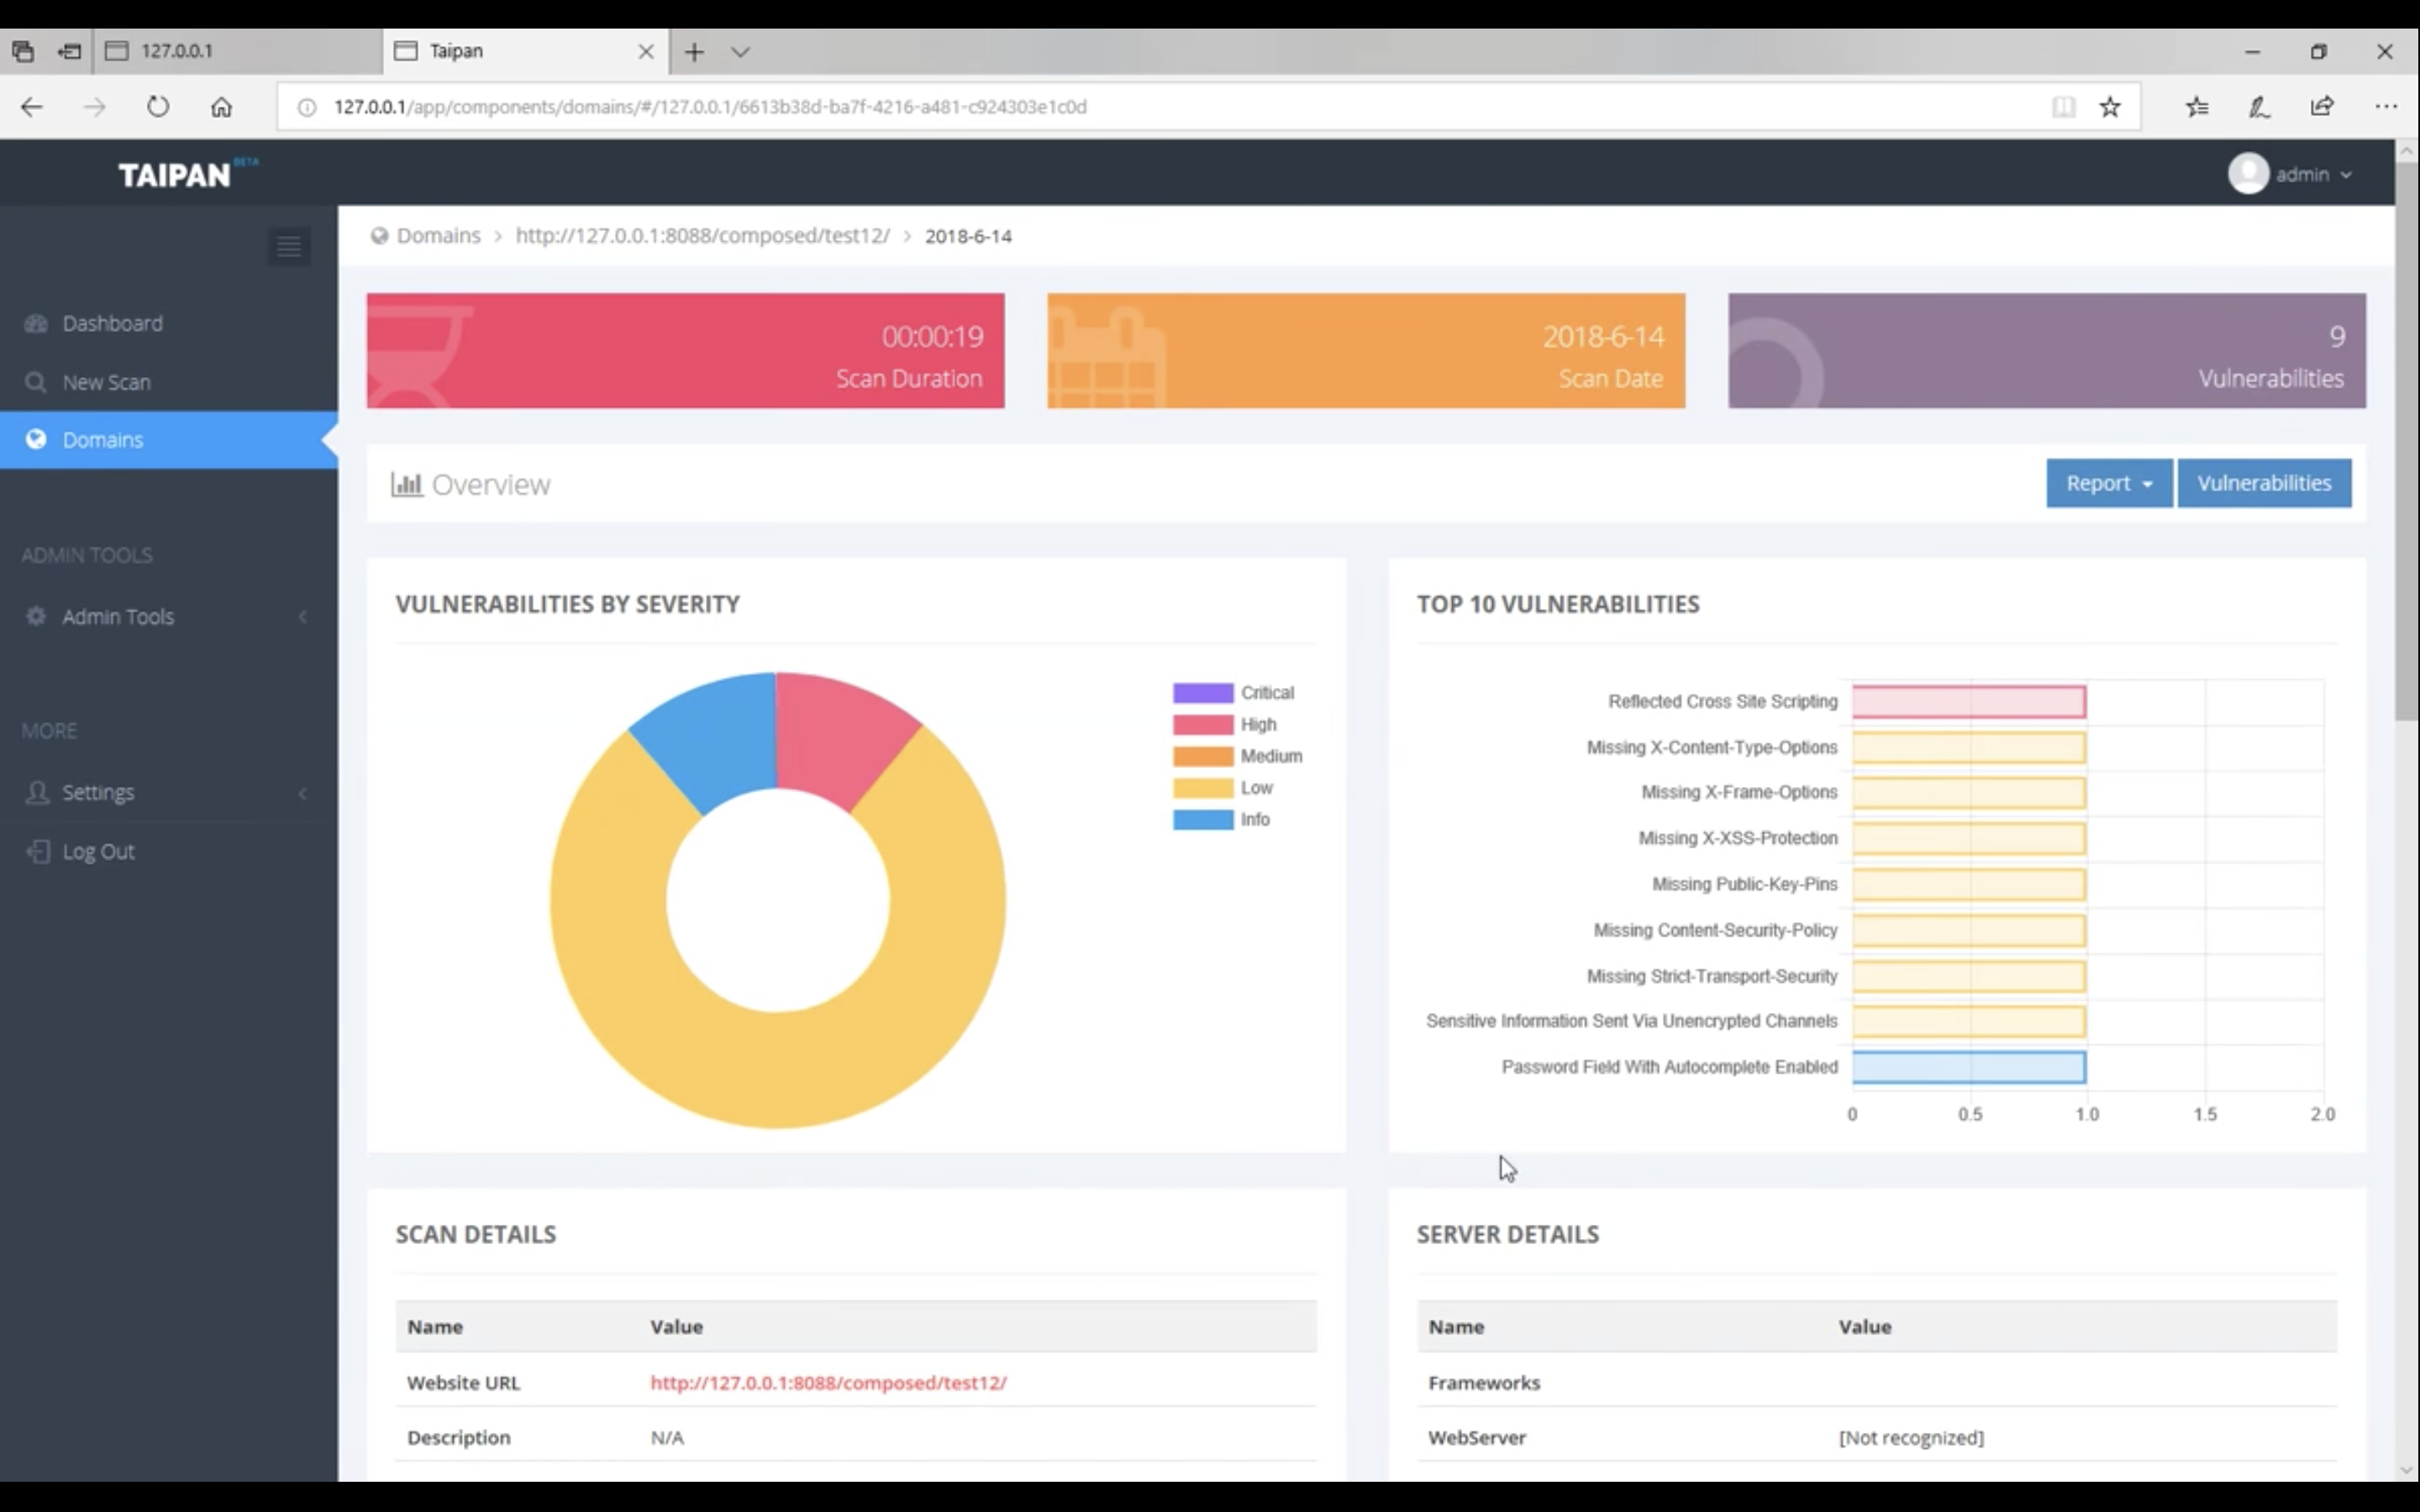 127.0.0.1
Taipan
127.0.0.1/app/components/domains/#/127.0.0.1/6613b38d-ba7f-4216-a481-c924303e1c0d
TAIPAN BETA
admin
Domains > http://127.0.0.1:8088/composed/test12/ > 2018-6-14
Dashboard
New Scan
Domains
ADMIN TOOLS
Admin Tools
MORE
Settings
Log Out
00:00:19
Scan Duration
2018-6-14
Scan Date
9
Vulnerabilities
Overview
Report
Vulnerabilities
VULNERABILITIES BY SEVERITY
Critical
High
Medium
Low
Info
TOP 10 VULNERABILITIES
Reflected Cross Site Scripting
Missing X-Content-Type-Options
Missing X-Frame-Options
Missing X-XSS-Protection
Missing Public-Key-Pins
Missing Content-Security-Policy
Missing Strict-Transport-Security
Sensitive Information Sent Via Unencrypted Channels
Password Field With Autocomplete Enabled
0 0.5 1.0 1.5 2.0
SCAN DETAILS
Name Value
Website URL http://127.0.0.1:8088/composed/test12/
Description N/A
SERVER DETAILS
Name Value
Frameworks
WebServer [Not recognized]